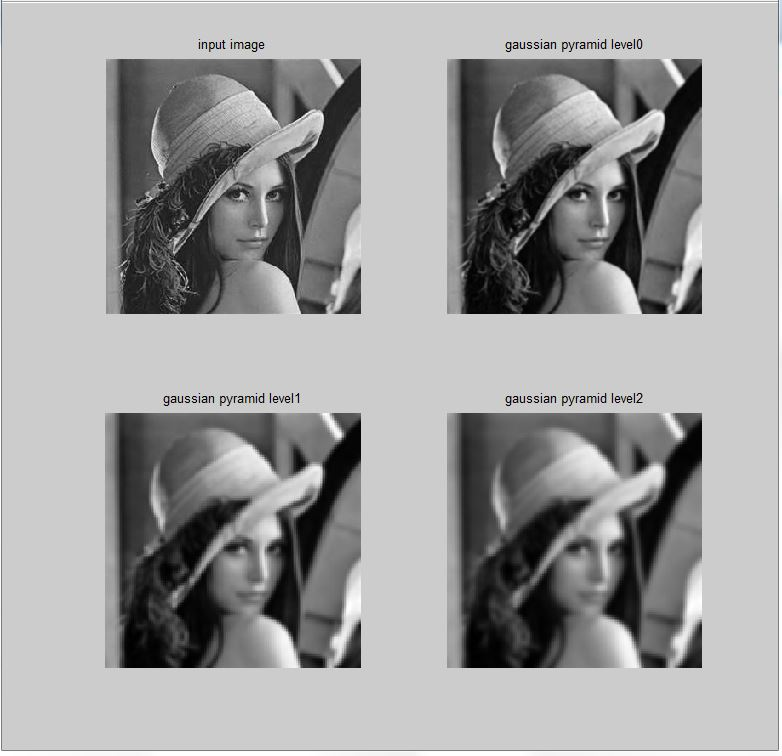 input image
gaussian pyramid level0
gaussian pyramid level1
gaussian pyramid level2